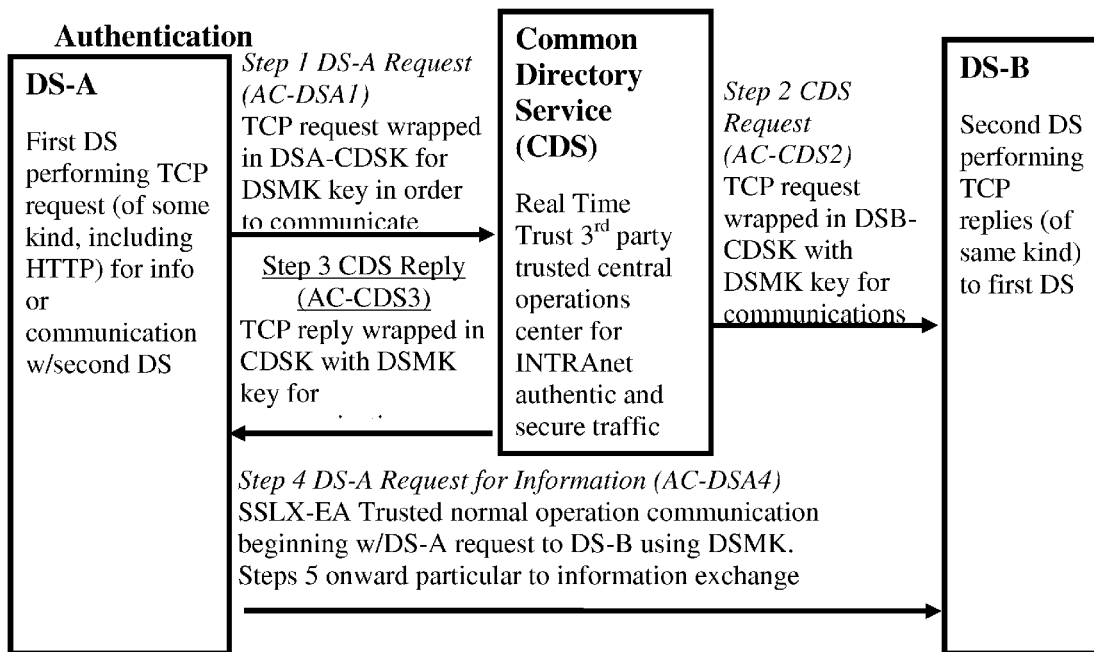 Authentication
DS-A
First DS
performing TCP
request (of some
kind, including
HTTP) for info
or
communication
w/second DS
Step 1 DS-A Request
(AC-DSA1)
TCP request wrapped
in DSA-CDSK for
DSMK key in order
to communicate
Step 3 CDS Reply
(AC-CDS3)
TCP reply wrapped in
CDSK with DSMK
key for
Common
Directory
Service
(CDS)
Real Time
Trust 3rd party
trusted central
operations
center for
INTRAnet
authentic and
secure traffic
Step 2 CDS
Request
(AC-CDS2)
TCP request
wrapped in DSB-
CDSK with
DSMK key for
communications
DS-B
Second DS
performing
TCP
replies (of
same kind)
to first DS
Step 4 DS-A Request for Information (AC-DSA4)
SSLX-EA Trusted normal operation communication
beginning w/DS-A request to DS-B using DSMK.
Steps 5 onward particular to information exchange